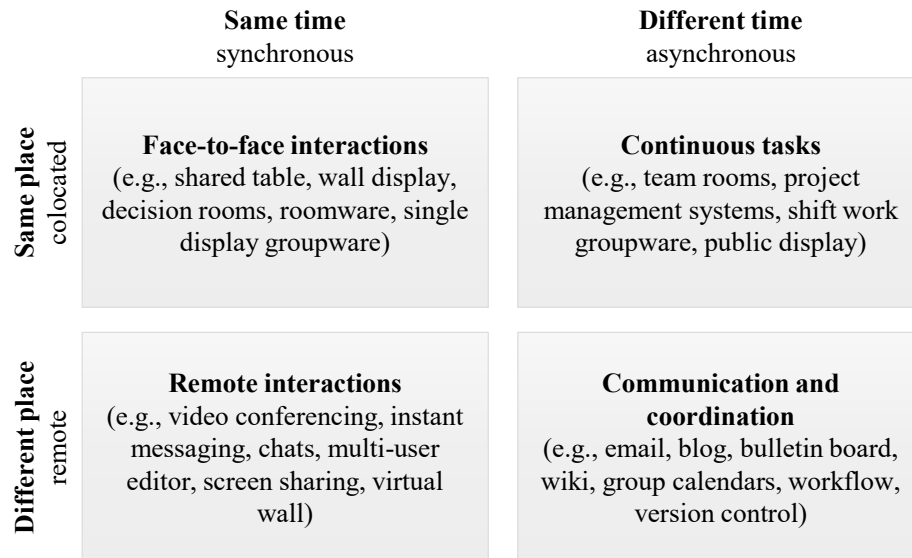 Same time
synchronous
Different time
asynchronous
Same place
colocated
Face-to-face interactions
(e.g., shared table, wall display,
decision rooms, roomware, single
display groupware)
Continuous tasks
(e.g., team rooms, project
management systems, shift work
groupware, public display)
Different place
remote
Remote interactions
(e.g., video conferencing, instant
messaging, chats, multi-user
editor, screen sharing, virtual
wall)
Communication and
coordination
(e.g., email, blog, bulletin board,
wiki, group calendars, workflow,
version control)